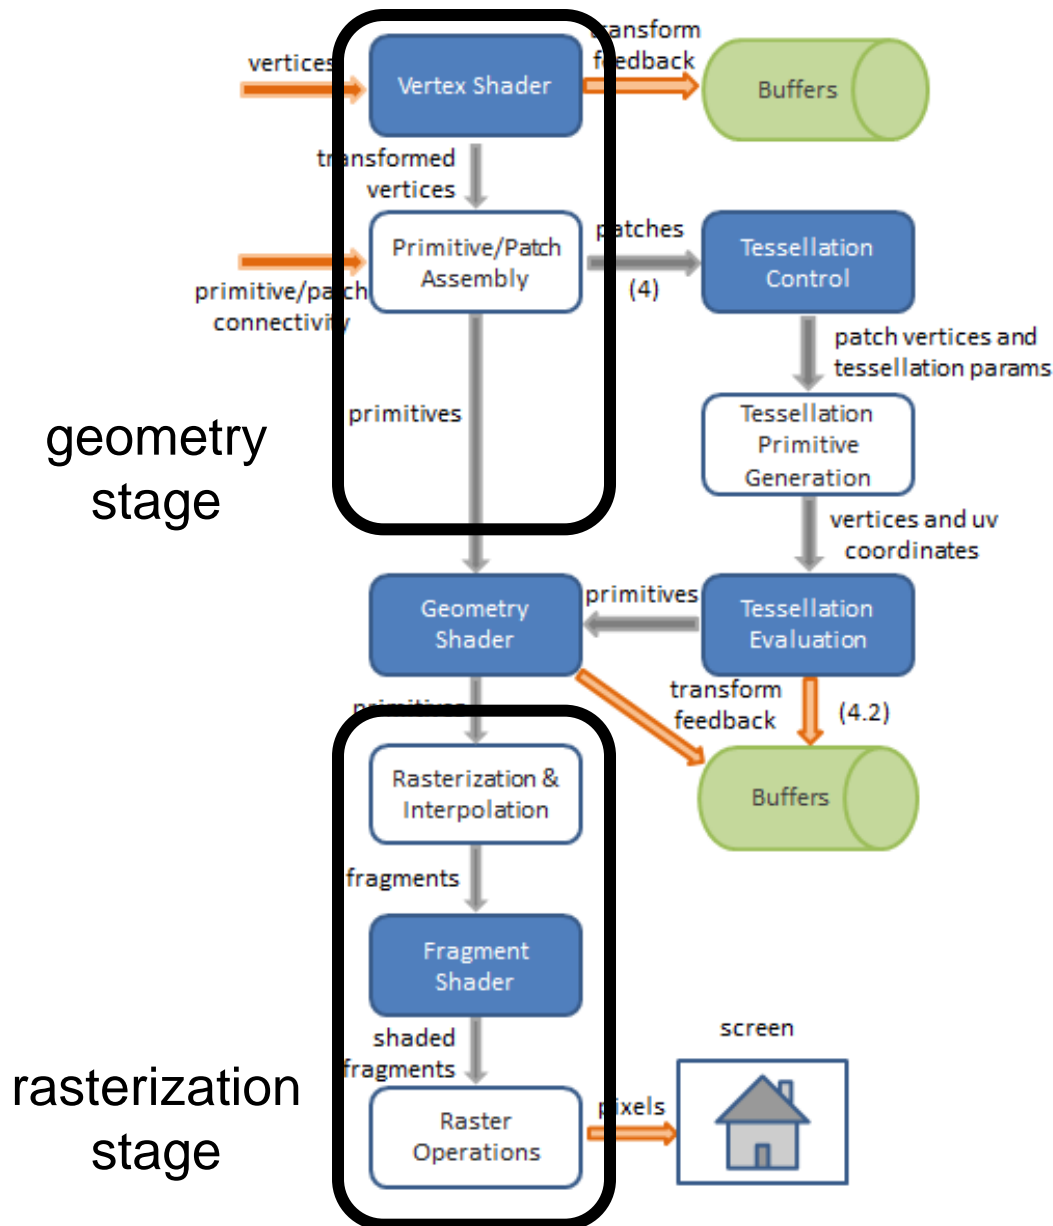 transform
feedback
vertices
Vertex Shader
Buffers
transformed
vertices
patches
Primitive/Patch
Assembly
Tessellation
Control
(4)
primitive/patch
connectivity
patch vertices and
tessellation params
primitives
geometry
stage
Tessellation
Primitive
Generation
vertices and uv
coordinates
Geometry
Shader
primitives
Tessellation
Evaluation
transform
feedback
(4.2)
primitives
Rasterization &
Interpolation
Buffers
fragments
Fragment
Shader
screen
shaded
fragments
rasterization
stage
Raster
Operations
pixels